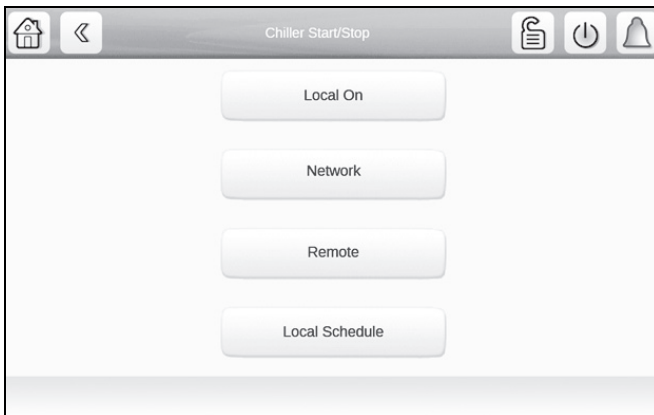 Chiller Start/Stop
Local On
Network
Remote
Local Schedule